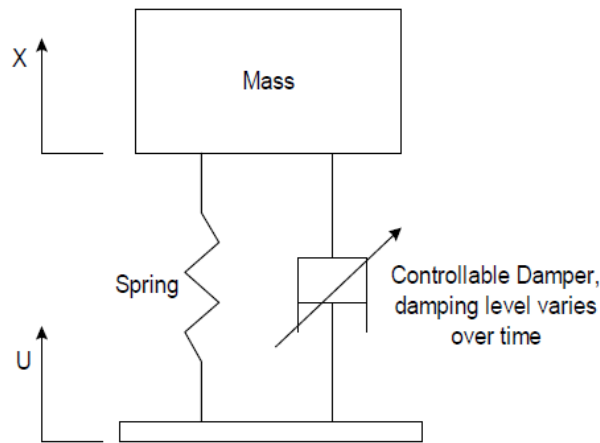 X
Mass
Spring
Controllable Damper,
damping level varies
over time
U